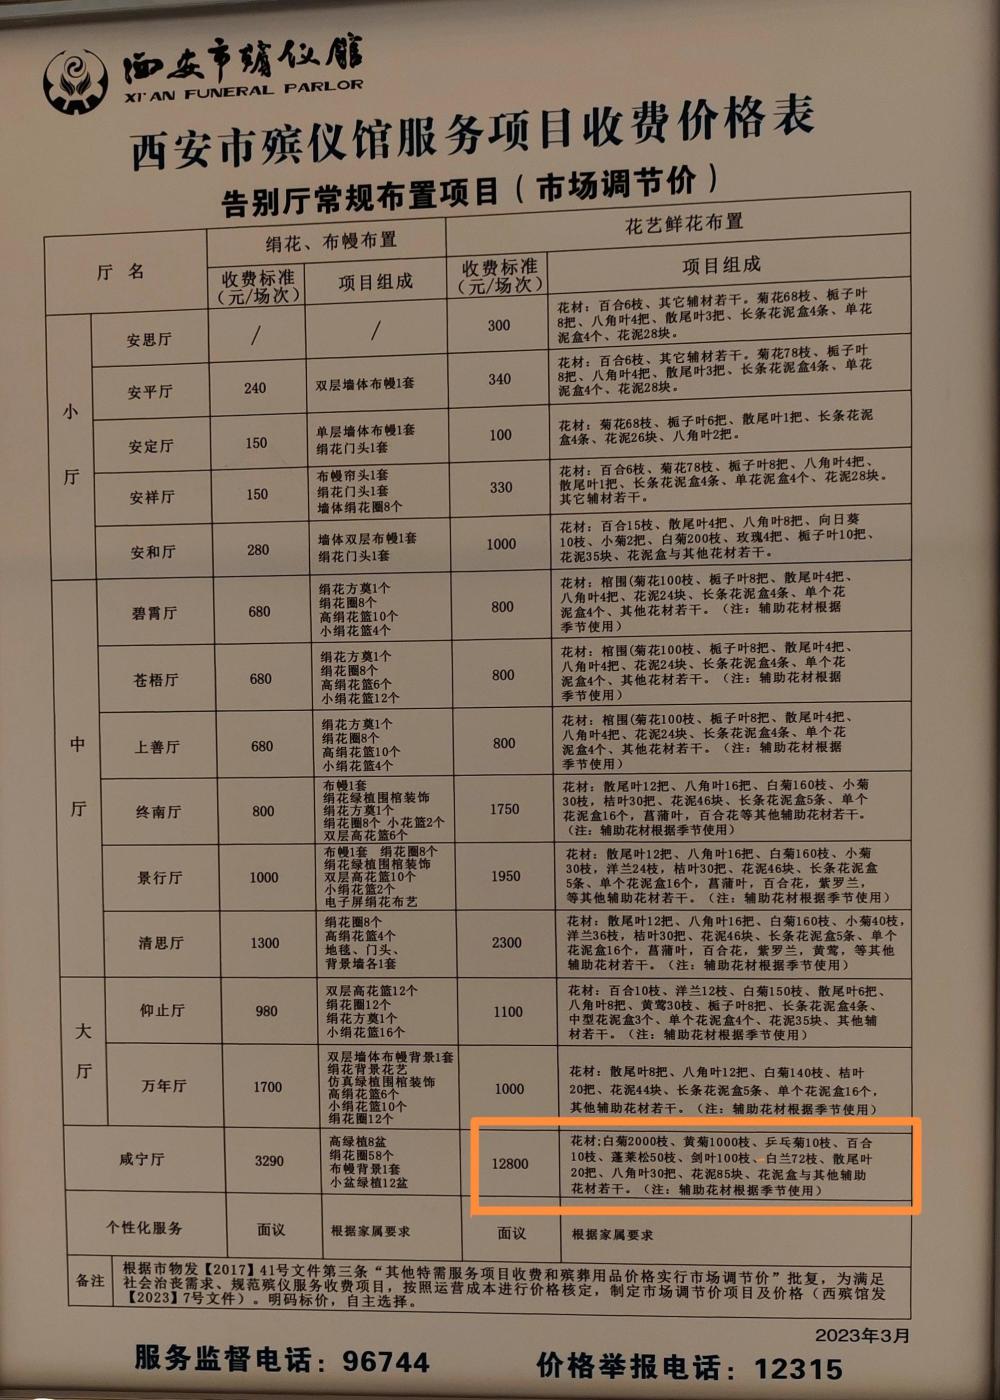 西安市殡仪馆
XI'AN FUNERAL PARLOR
西安市殡仪馆服务项目收费价格表
告别厅常规布置项目（市场调节价）
厅 名
绢花、布幔布置
花艺鲜花布置
收费标准
（元/场次）
项目组成
收费标准
（元/场次）
项目组成
小厅
安思厅
/
/
300
花材：百合6枝、其它辅材若干。菊花68枝、栀子叶
8把、八角叶4把、散尾叶3把、长条花泥盒4条、单花
泥盒4个、花泥28块。
安平厅
240
双层墙体布幔1套
340
花材：百合6枝、其它辅材若干。菊花78枝、栀子叶
8把、八角叶4把、散尾叶3把、长条花泥盒4条、单花
泥盒4个、花泥28块。
安定厅
150
单层墙体布幔1套
绢花门头1套
100
花材：菊花68枝、栀子叶6把、散尾叶1把、长条花泥
盒4条、花泥26块、八角叶2把。
安祥厅
150
布幔帘头1套
绢花门头1套
墙体绢花圈8个
330
花材：百合6枝、菊花78枝、栀子叶8把、八角叶4把、
散尾叶1把、长条花泥盒4条、单花泥盒4个、花泥28块。
其它辅材若干。
安和厅
280
墙体双层布幔1套
绢花门头1套
1000
花材：百合15枝、散尾叶4把、八角叶8把、向日葵
10枝、小菊2把、白菊200枝、玫瑰4把、栀子叶10把、
花泥35块、花泥盒与其他花材若干。
中厅
碧霄厅
680
绢花方奠1个
绢花圈8个
高绢花篮10个
小绢花篮4个
800
花材：棺围(菊花100枝、栀子叶8把、散尾叶4把、
八角叶4把、花泥24块、长条花泥盒4条、单个花
泥盒4个、其他花材若干。（注：辅助花材根据
季节使用）
苍梧厅
680
绢花方奠1个
绢花圈8个
高绢花篮6个
小绢花篮12个
800
花材：棺围(菊花100枝、栀子叶8把、散尾叶4把、
八角叶4把、花泥24块、长条花泥盒4条、单个花
泥盒4个、其他花材若干。（注：辅助花材根据
季节使用）
上善厅
680
绢花方奠1个
绢花圈8个
高绢花篮10个
小绢花篮4个
800
花材：棺围(菊花100枝、栀子叶8把、散尾叶4把、
八角叶4把、花泥24块、长条花泥盒4条、单个花
泥盒4个、其他花材若干。（注：辅助花材根据
季节使用）
终南厅
800
布幔1套
绢花绿植围棺装饰
绢花方奠1个
绢花圈8个 小花篮2个
双层高花篮6个
1750
花材：散尾叶12把、八角叶16把、白菊160枝、小菊
30枝，桔叶30把、花泥46块、长条花泥盒5条、单个
花泥盒16个，菖蒲叶，百合花等其他辅助花材若干。
（注：辅助花材根据季节使用）
景行厅
1000
布幔1套 绢花圈8个
绢花绿植围棺装饰
双层高花篮10个
小绢花篮2个
电子屏绢花布艺
1950
花材：散尾叶12把、八角叶16把、白菊160枝、小菊
30枝，洋兰24枝，桔叶30把、花泥46块、长条花泥盒
5条、单个花泥盒16个，菖蒲叶，百合花，紫罗兰，
等其他辅助花材若干。（注：辅助花材根据季节使用）
清思厅
1300
绢花圈8个
高绢花篮4个
地毯、门头、
背景墙各1套
2300
花材：散尾叶12把、八角叶16把、白菊160枝、小菊40枝，
洋兰36枝，桔叶30把、花泥46块、长条花泥盒5条、单个
花泥盒16个，菖蒲叶，百合花，紫罗兰，黄莺，等其他
辅助花材若干。（注：辅助花材根据季节使用）
大厅
仰止厅
980
双层高花篮12个
绢花圈12个
绢花方奠1个
小绢花篮16个
1100
花材：百合10枝、洋兰12枝、白菊150枝、散尾叶6把、
八角叶8把、黄莺30枝、栀子叶8把、长条花泥盒4条、
中型花泥盒3个、单个花泥盒4个、花泥35块、其他辅
材若干。（注：辅助花材根据季节使用）
万年厅
1700
双层墙体布幔背景1套
绢花背景花艺
仿真绿植围棺装饰
高绢花篮6个
小绢花篮10个
绢花圈12个
1000
花材：散尾叶8把、八角叶12把、白菊140枝、桔叶
20把、花泥44块、长条花泥盒5条、单个花泥盒16个，
其他辅助花材若干。（注：辅助花材根据季节使用）
咸宁厅
3290
高绿植8盆
绢花圈58个
布幔背景1套
小盆绿植12盆
12800
花材;白菊2000枝、黄菊1000枝、乒乓菊10枝、百合
10枝、蓬莱松50枝、剑叶100枝、白兰72枝、散尾叶
20把、八角叶30把、花泥85块、花泥盒与其他辅助
花材若干。（注：辅助花材根据季节使用）
个性化服务
面议
根据家属要求
面议
根据家属要求
备注
根据市物发【2017】41号文件第三条“其他特需服务项目收费和殡葬用品价格实行市场调节价”批复，为满足
社会治丧需求、规范殡仪服务收费项目，按照运营成本进行价格核定，制定市场调节价项目及价格（西殡馆发
【2023】7号文件）。明码标价，自主选择。
2023年3月
服务监督电话：96744
价格举报电话：12315